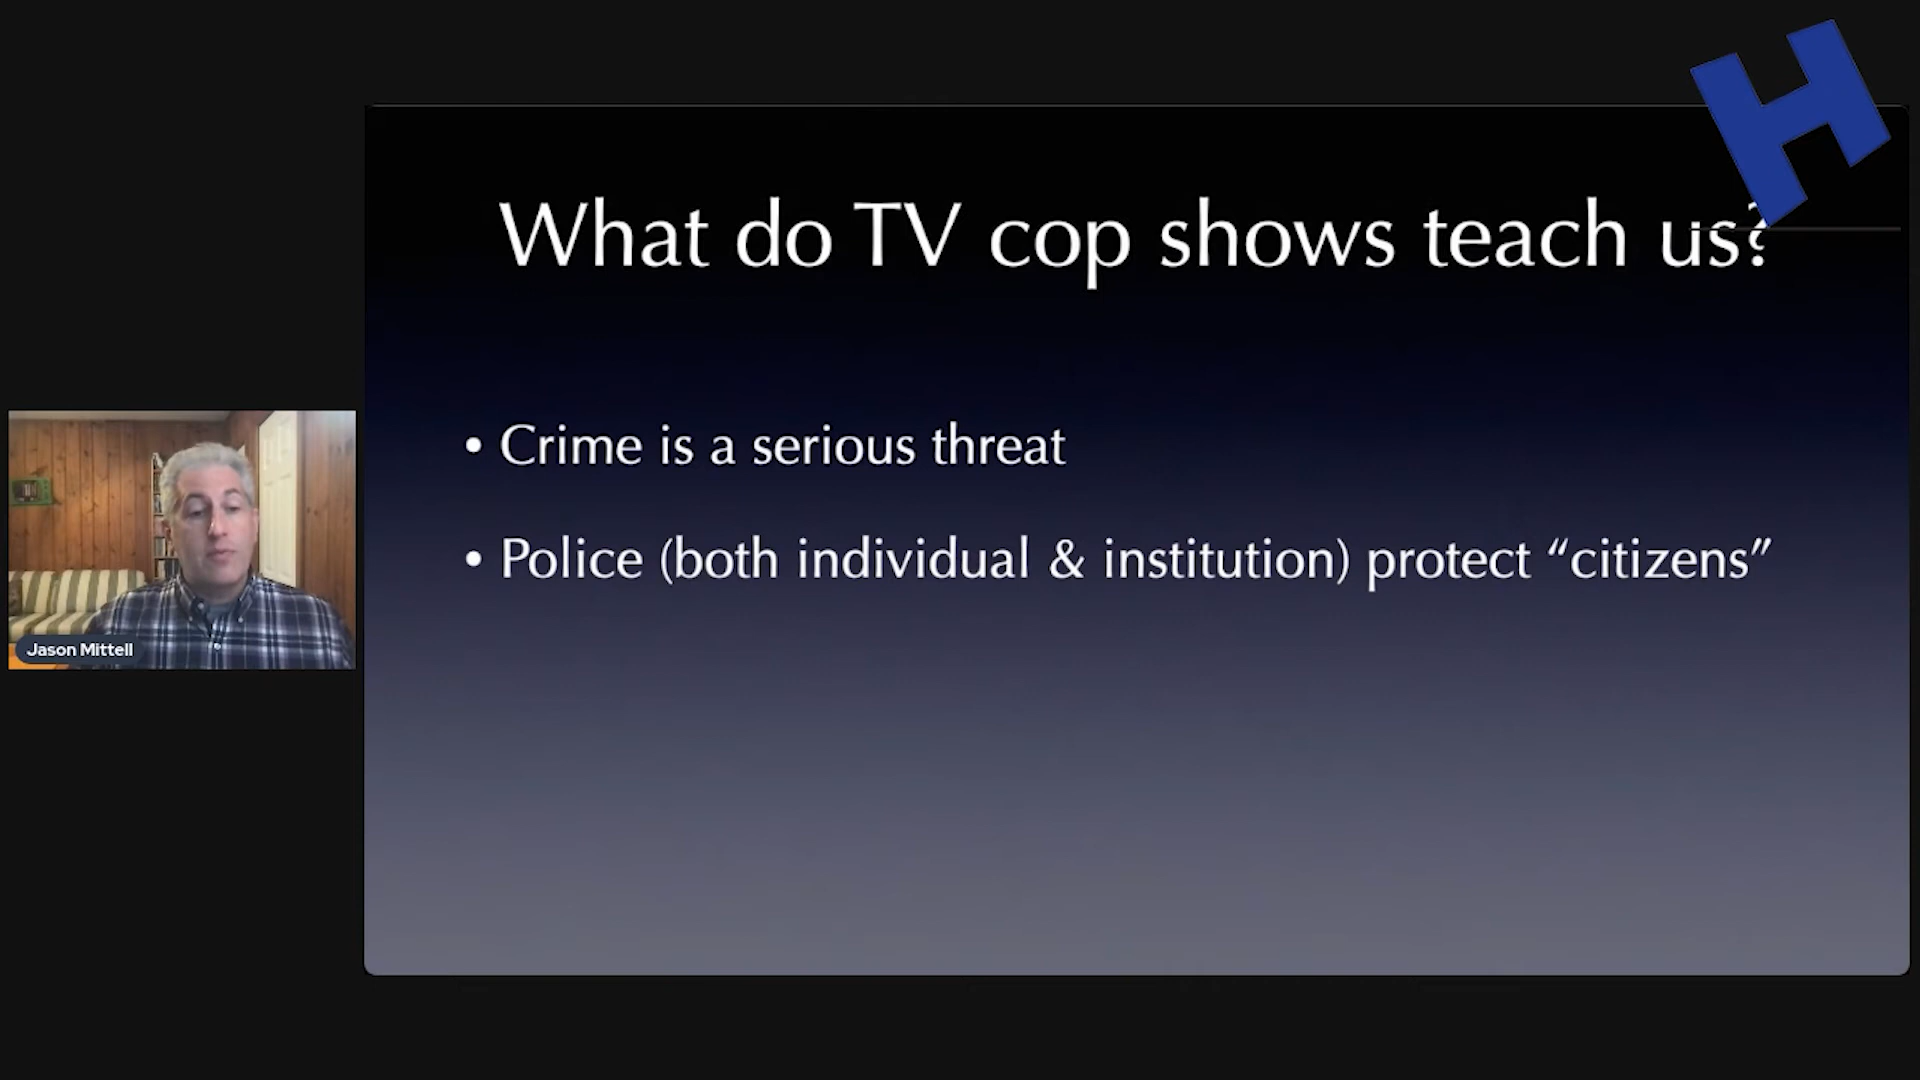 H
What do TV cop shows teach us?
• Crime is a serious threat
• Police (both individual & institution) protect “citizens”
Jason Mittell